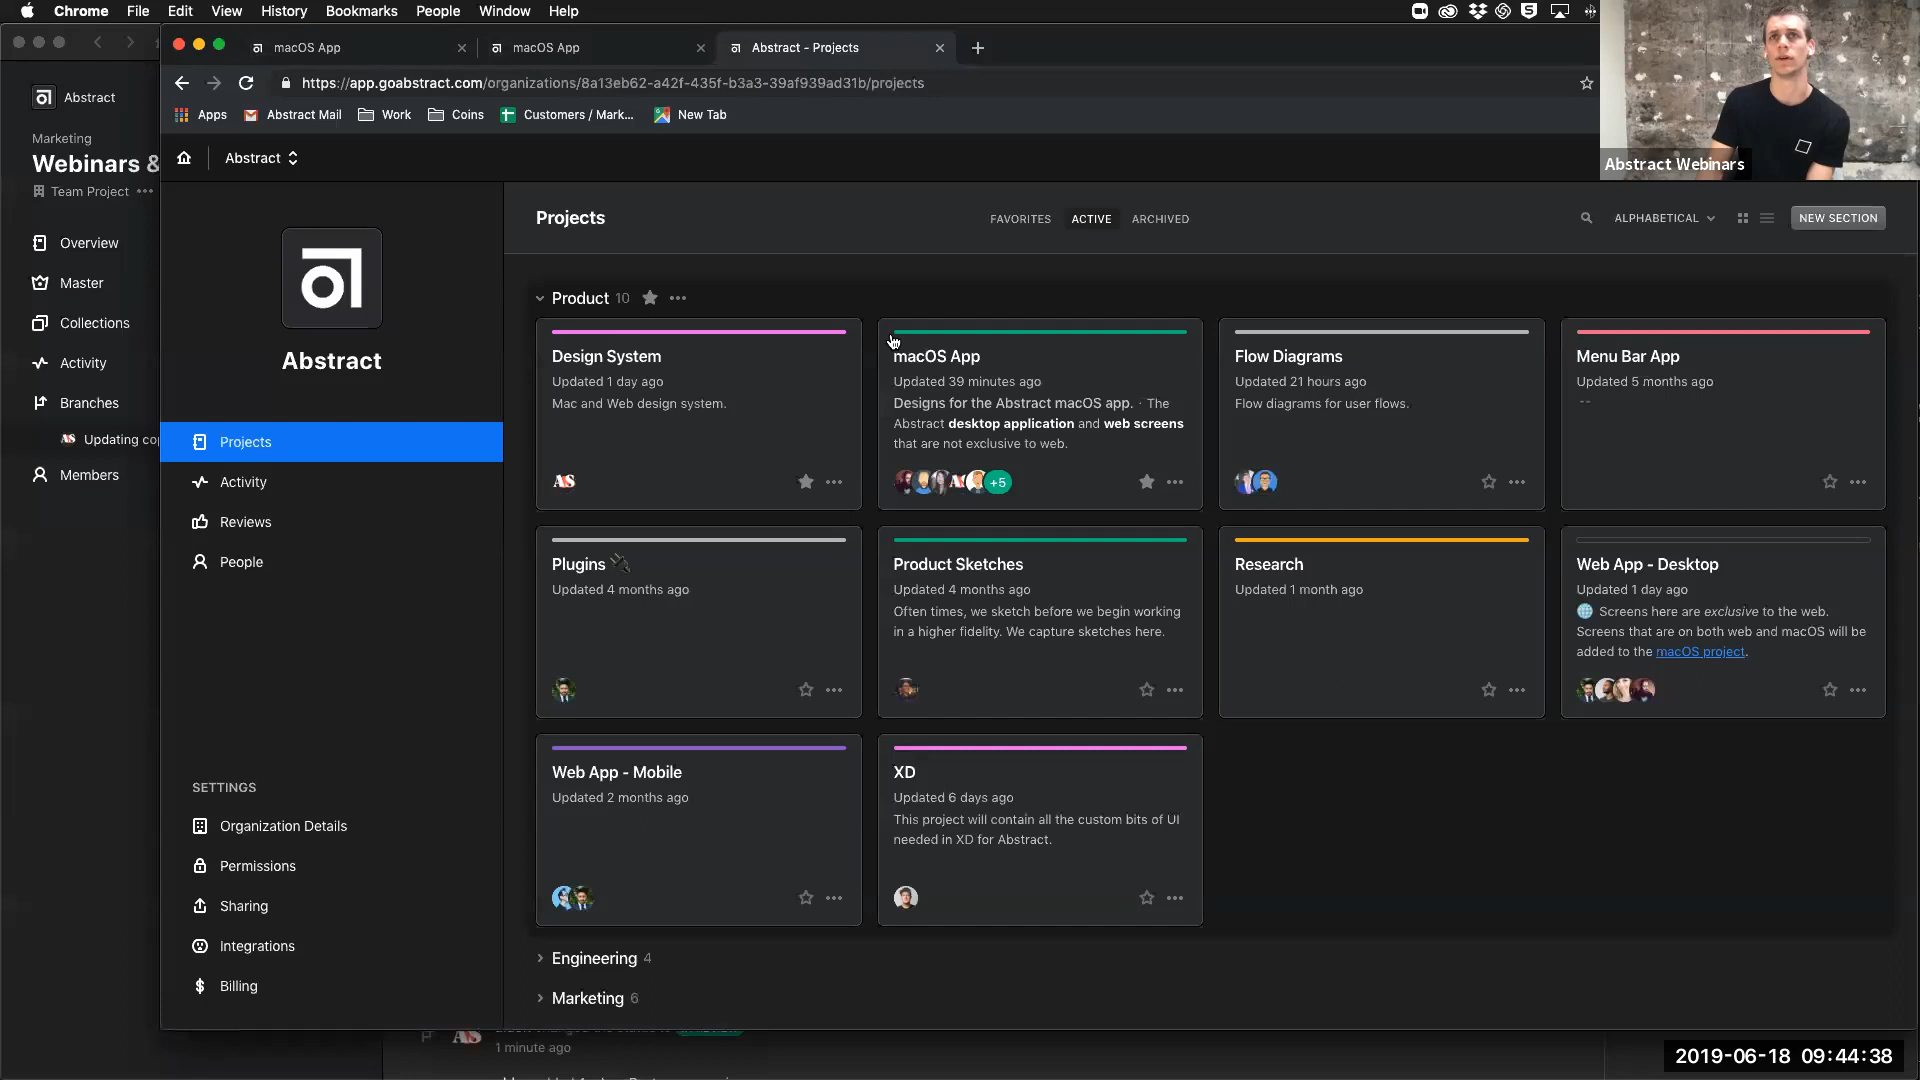 Chrome File Edit View History Bookmarks People Window Help
macOS App
macOS App
Abstract - Projects
https://app.goabstract.com/organizations/8a13eb62-a42f-435f-b3a3-39af939ad31b/projects
Apps
Abstract Mail
Work
Coins
Customers / Mark...
New Tab
Abstract Webinars
Abstract
Marketing
Webinars &
Team Project
Overview
Master
Collections
Activity
Branches
Updating cop
Members
Abstract
Abstract
Projects
Activity
Reviews
People
SETTINGS
Organization Details
Permissions
Sharing
Integrations
Billing
Projects
FAVORITES ACTIVE ARCHIVED
ALPHABETICAL
NEW SECTION
Product 10
Design System
Updated 1 day ago
Mac and Web design system.
macOS App
Updated 39 minutes ago
Designs for the Abstract macOS app. · The
Abstract desktop application and web screens
that are not exclusive to web.
+5
Flow Diagrams
Updated 21 hours ago
Flow diagrams for user flows.
Menu Bar App
Updated 5 months ago
--
Plugins 🔌
Updated 4 months ago
Product Sketches
Updated 4 months ago
Often times, we sketch before we begin working
in a higher fidelity. We capture sketches here.
Research
Updated 1 month ago
Web App - Desktop
Updated 1 day ago
🌐 Screens here are exclusive to the web.
Screens that are on both web and macOS will be
added to the macOS project.
Web App - Mobile
Updated 2 months ago
XD
Updated 6 days ago
This project will contain all the custom bits of UI
needed in XD for Abstract.
Engineering 4
Marketing 6
1 minute ago
2019-06-18 09:44:38